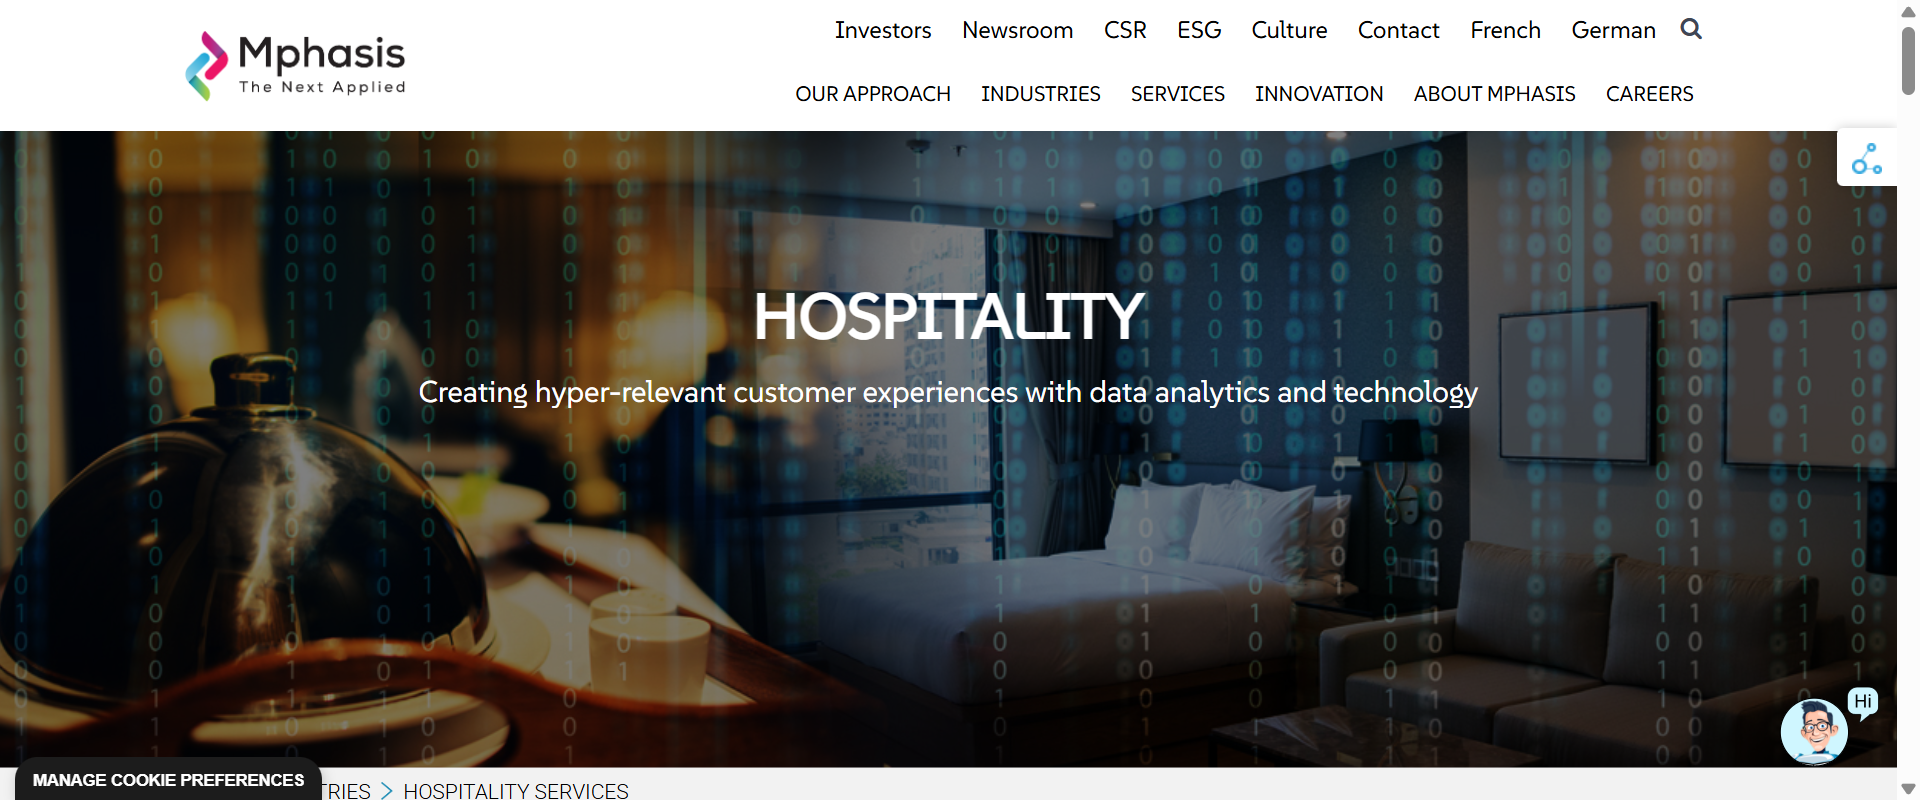 Investors Newsroom CSR ESG Culture Contact French German
Mphasis
The Next Applied
OUR APPROACH INDUSTRIES SERVICES INNOVATION ABOUT MPHASIS CAREERS
HOSPITALITY
Creating hyper-relevant customer experiences with data analytics and technology
Hi
MANAGE COOKIE PREFERENCES
TRIES > HOSPITALITY SERVICES